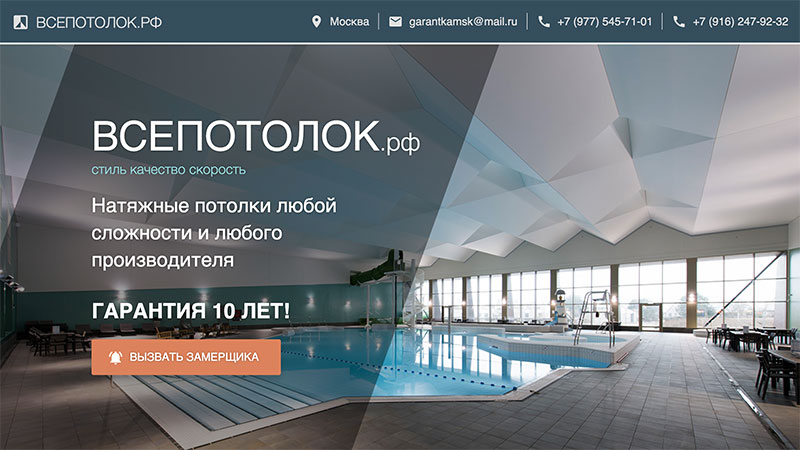 ВСЕПОТОЛОК.РФ
Москва
garantkamsk@mail.ru
+7 (977) 545-71-01
+7 (916) 247-92-32
ВСЕПОТОЛОК.рф
стиль качество скорость
Натяжные потолки любой
сложности и любого
производителя
ГАРАНТИЯ 10 ЛЕТ!
ВЫЗВАТЬ ЗАМЕРЩИКА